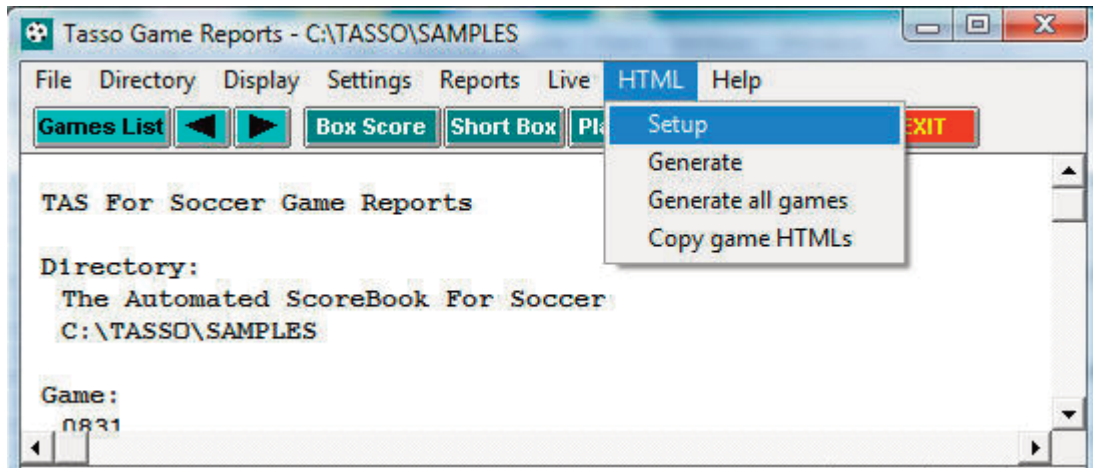 Tasso Game Reports - C:\TASSO\SAMPLES
File Directory Display Settings Reports Live HTML Help
Games List Box Score Short Box EXIT
Setup
Generate
Generate all games
Copy game HTMLs
TAS For Soccer Game Reports
Directory:
The Automated ScoreBook For Soccer
C:\TASSO\SAMPLES
Game:
0831